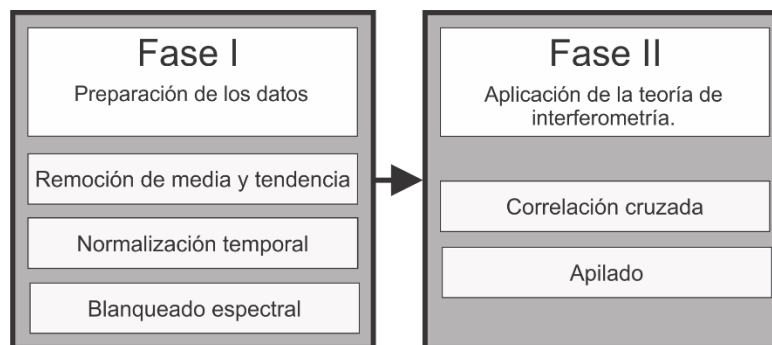 Fase I
Preparación de los datos
Remoción de media y tendencia
Normalización temporal
Blanqueado espectral
Fase II
Aplicación de la teoría de
interferometría.
Correlación cruzada
Apilado